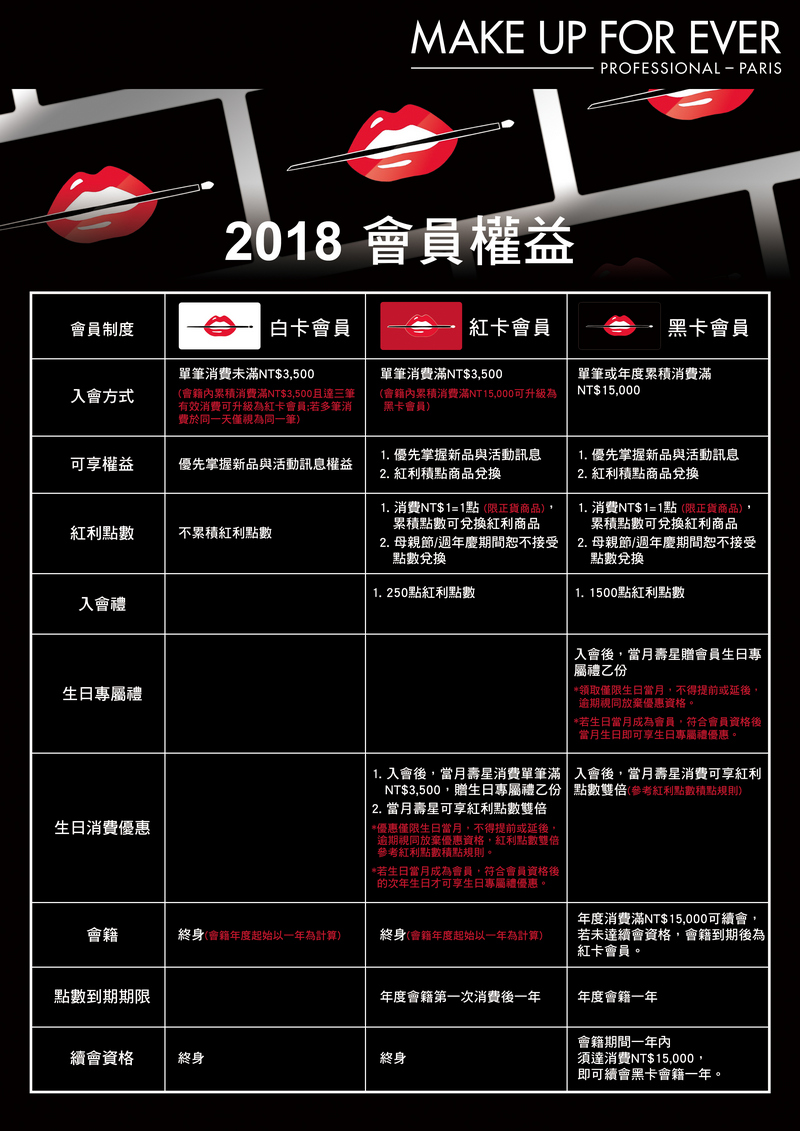 MAKE UP FOR EVER
PROFESSIONAL – PARIS
2018 會員權益
會員制度
白卡會員
紅卡會員
黑卡會員
入會方式
單筆消費未滿NT$3,500
(會籍內累積消費滿NT$3,500且達三筆
有效消費可升級為紅卡會員;若多筆消
費於同一天僅視為同一筆)
單筆消費滿NT$3,500
(會籍內累積消費滿NT15,000可升級為
黑卡會員)
單筆或年度累積消費滿
NT$15,000
可享權益
優先掌握新品與活動訊息權益
1. 優先掌握新品與活動訊息
2. 紅利積點商品兌換
1. 優先掌握新品與活動訊息
2. 紅利積點商品兌換
紅利點數
不累積紅利點數
1. 消費NT$1=1點 (限正貨商品)，
累積點數可兌換紅利商品
2. 母親節/週年慶期間恕不接受
點數兌換
1. 消費NT$1=1點 (限正貨商品)，
累積點數可兌換紅利商品
2. 母親節/週年慶期間恕不接受
點數兌換
入會禮
1. 250點紅利點數
1. 1500點紅利點數
生日專屬禮
入會後，當月壽星贈會員生日專
屬禮乙份
*領取僅限生日當月，不得提前或延後，
逾期視同放棄優惠資格。
*若生日當月成為會員，符合會員資格後
當月生日即可享生日專屬禮優惠。
生日消費優惠
1. 入會後，當月壽星消費單筆滿
NT$3,500，贈生日專屬禮乙份
2. 當月壽星可享紅利點數雙倍
*優惠僅限生日當月，不得提前或延後，
逾期視同放棄優惠資格，紅利點數雙倍
參考紅利點數積點規則。
*若生日當月成為會員，符合會員資格後
的次年生日才可享生日專屬禮優惠。
入會後，當月壽星消費可享紅利
點數雙倍(參考紅利點數積點規則)
會籍
終身(會籍年度起始以一年為計算)
終身(會籍年度起始以一年為計算)
年度消費滿NT$15,000可續會，
若未達續會資格，會籍到期後為
紅卡會員。
點數到期期限
年度會籍第一次消費後一年
年度會籍一年
續會資格
終身
終身
會籍期間一年內
須達消費NT$15,000，
即可續會黑卡會籍一年。